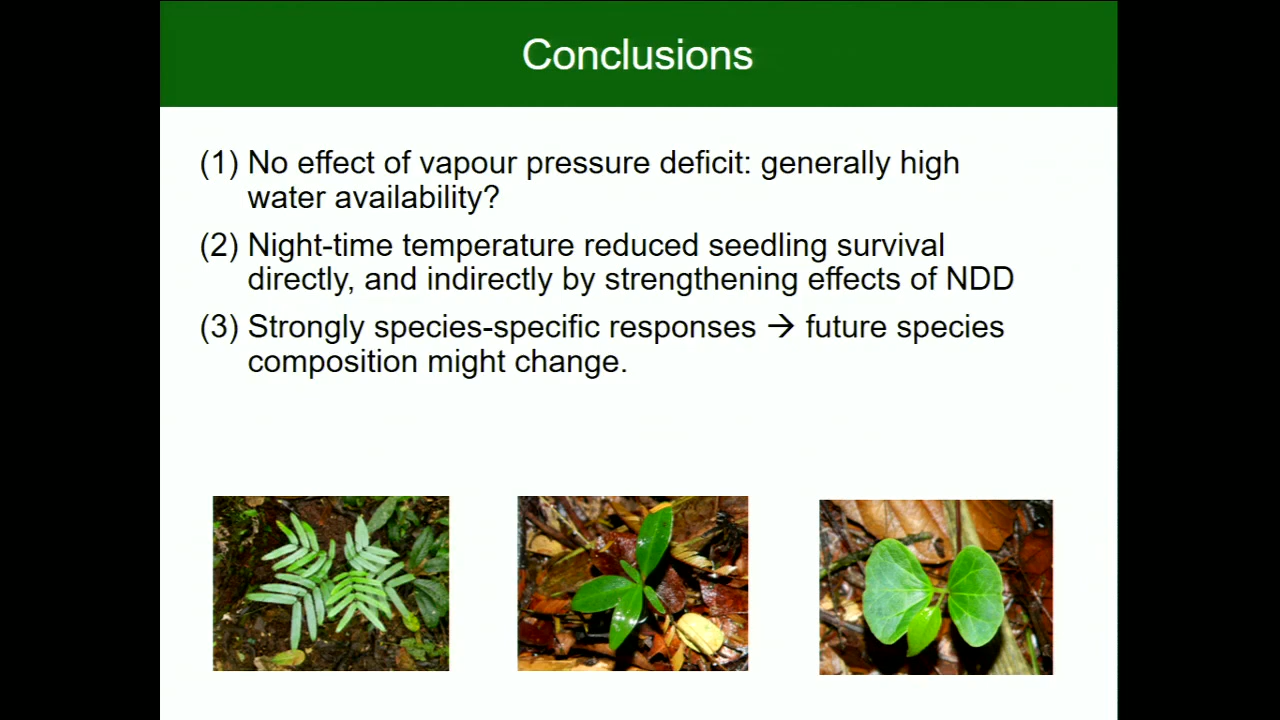 Conclusions
(1) No effect of vapour pressure deficit: generally high
water availability?
(2) Night-time temperature reduced seedling survival
directly, and indirectly by strengthening effects of NDD
(3) Strongly species-specific responses → future species
composition might change.